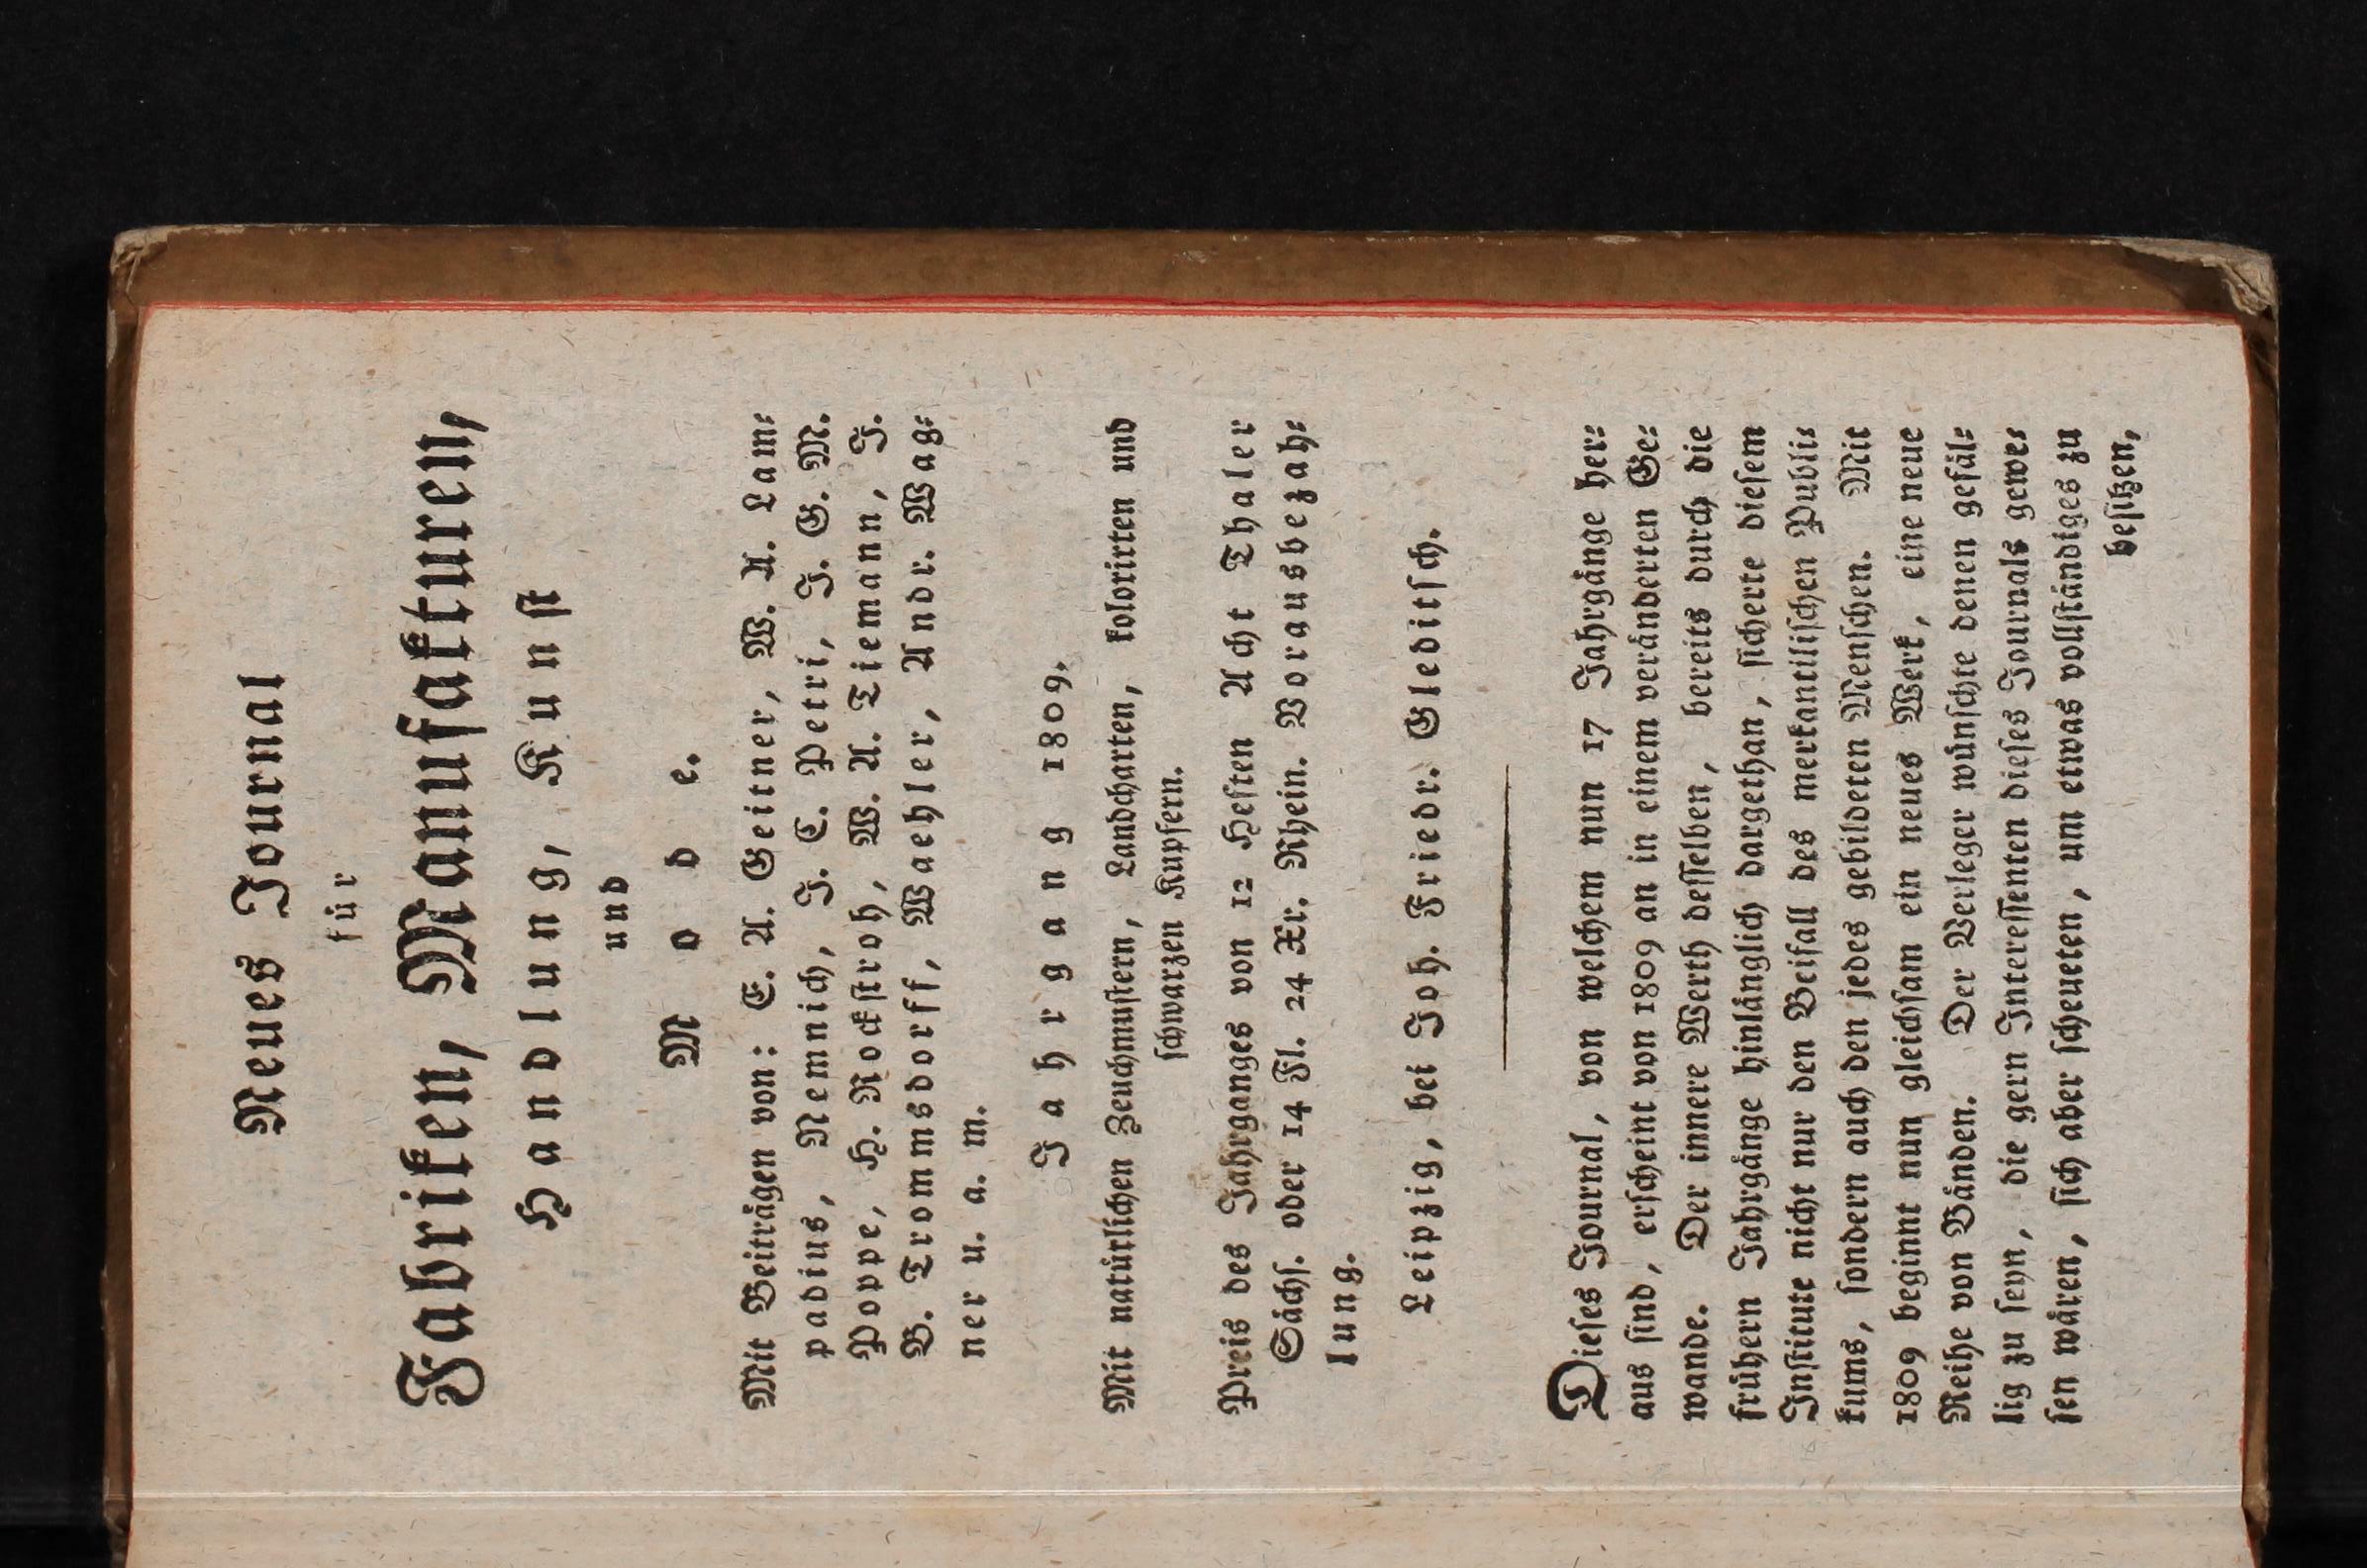 Neues Journal
für
Fabriken, Manufakturen,
Handlung, Kunst
und
Mode.
Mit Beiträgen von: E. A. Geitner, W. A. Lam⸗
padius, Nemnich, J. C. Petri, J. G. M.
Poppe, H. Rockstroh, W. A. Tiemann, J.
B. Trommsdorff, Waehler, Andr. Wag⸗
ner u. a. m.
Jahrgang 1809.
Mit natürlichen Zeuchmustern, Landcharten, kolorirten und
schwarzen Kupfern.
Preis des Jahrganges von 12 Heften Acht Thaler
Sächs. oder 14 Fl. 24 Xr. Rhein. Vorausbezah⸗
lung.
Leipzig, bei Joh. Friedr. Gleditsch.
Dieses Journal, von welchem nun 17 Jahrgänge her⸗
aus sind, erscheint von 1809 an in einem veränderten Ge⸗
wande. Der innere Werth desselben, bereits durch die
frühern Jahrgänge hinlänglich dargethan, sicherte diesem
Institute nicht nur den Beifall des merkantilischen Publi⸗
kums, sondern auch den jedes gebildeten Menschen. Mit
1809 beginnt nun gleichsam ein neues Werk, eine neue
Reihe von Bänden. Der Verleger wünschte denen gefäl⸗
lig zu seyn, die gern Interessenten dieses Journals gewe⸗
sen wären, sich aber scheueten, um etwas vollständiges zu
besitzen,